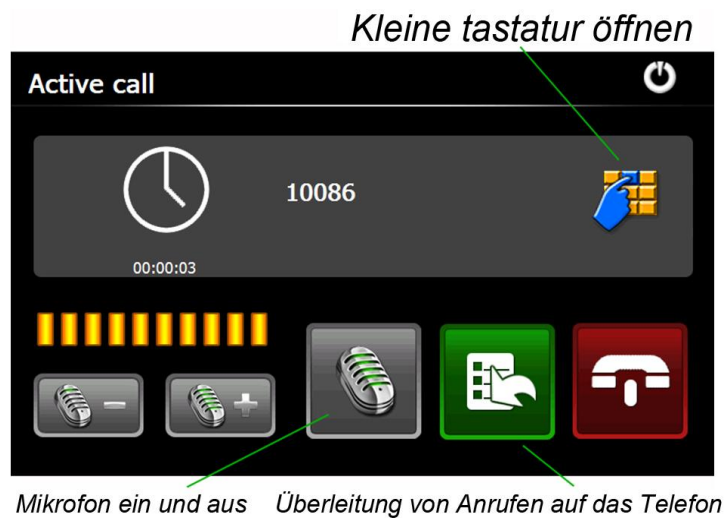 Kleine tastatur öffnen
Active call
10086
00:00:03
Mikrofon ein und aus
Überleitung von Anrufen auf das Telefon